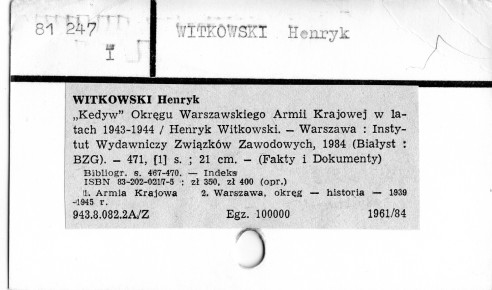 81 247
I
WITKOWSKI Henryk
WITKOWSKI Henryk
„Kedyw” Okręgu Warszawskiego Armii Krajowej w la-
tach 1943-1944 / Henryk Witkowski. — Warszawa : Insty-
tut Wydawniczy Związków Zawodowych, 1984 (Białyst :
BZG). — 471, [1] s. ; 21 cm. — (Fakty i Dokumenty)
Bibliogr. s. 467-470. — Indeks
ISBN 83-202-0217-5 : zł 350, zł 400 (opr.)
1. Armia Krajowa 2. Warszawa, okręg — historia — 1939
-1945 r.
943.8.082.2A/Z Egz. 100000 1961/84